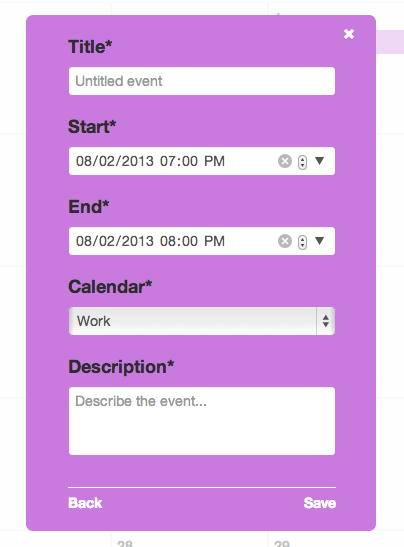 Title*
Untitled event
Start*
08/02/2013 07:00 PM
End*
08/02/2013 08:00 PM
Calendar*
Work
Description*
Describe the event...
Back Save
28 29